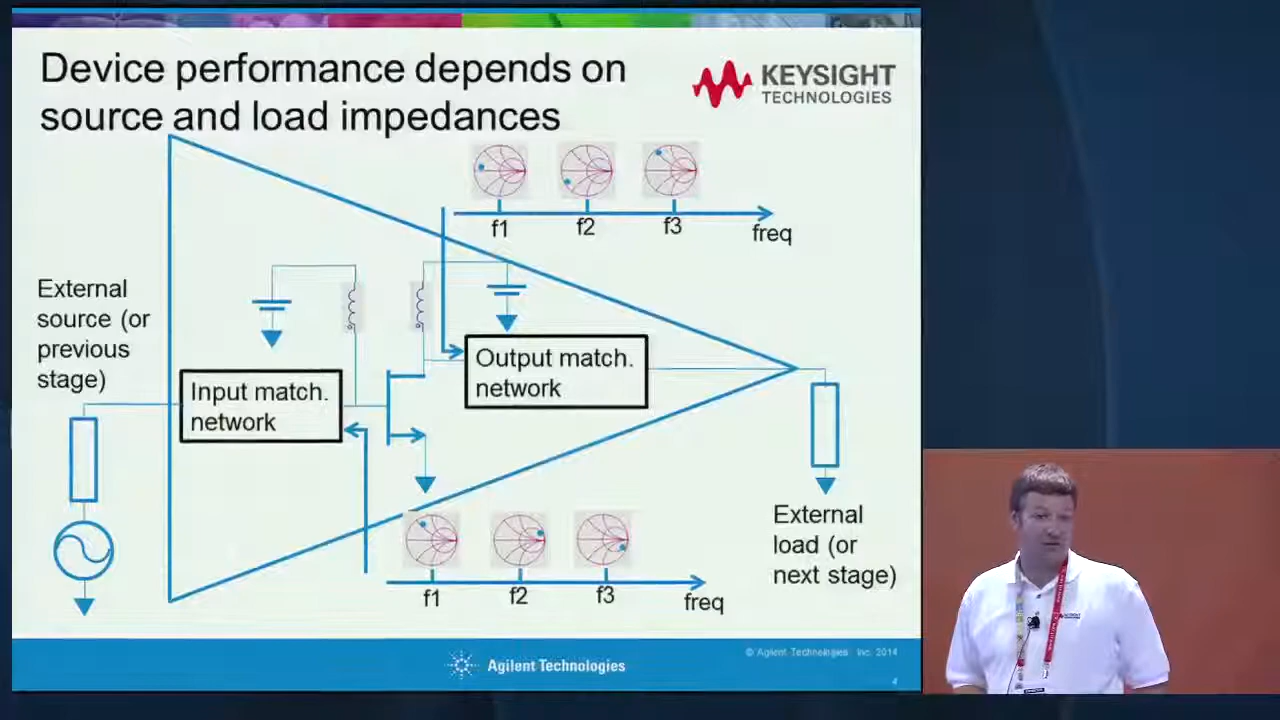 Device performance depends on
source and load impedances
KEYSIGHT
TECHNOLOGIES
f1
f2
f3
freq
External
source (or
previous
stage)
Input match.
network
Output match.
network
External
load (or
next stage)
f1
f2
f3
freq
Agilent Technologies
© Agilent Technologies, Inc. 2014
4
KEYSIGHT